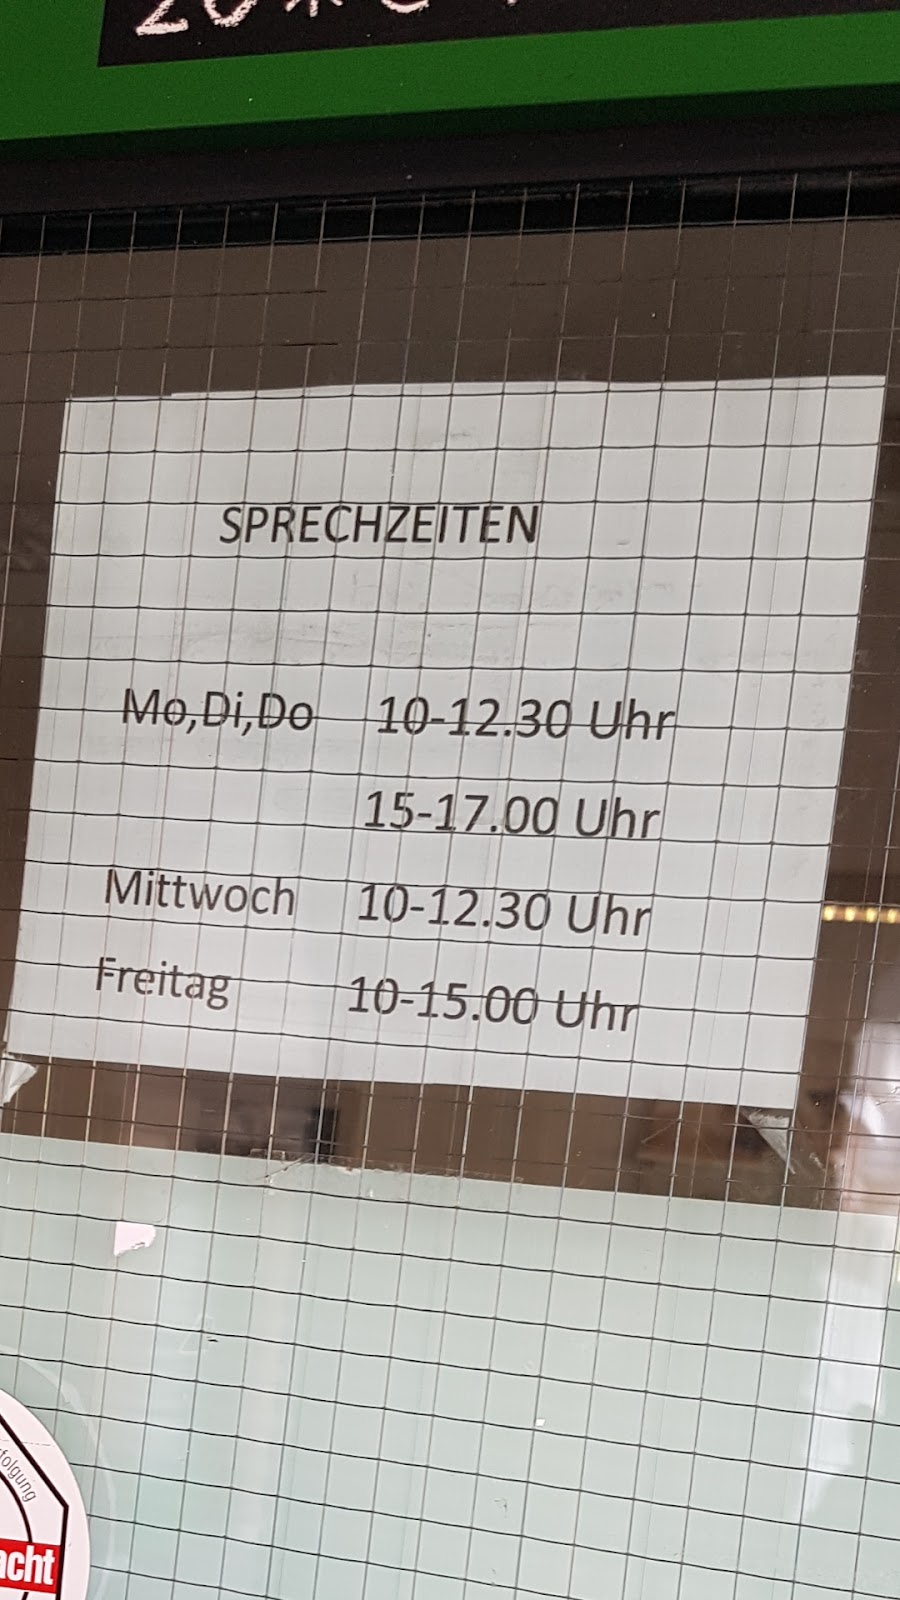 SPRECHZEITEN
Mo,Di,Do 10-12.30 Uhr
15-17.00 Uhr
Mittwoch 10-12.30 Uhr
Freitag 10-15.00 Uhr